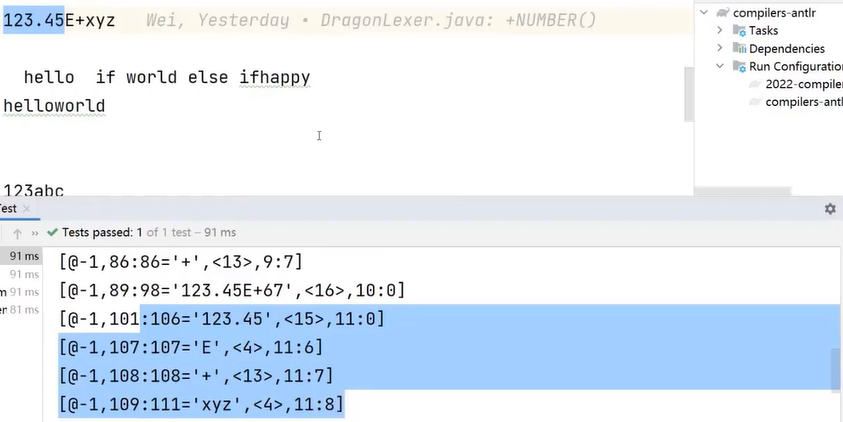 123.45E+xyz Wei, Yesterday • DragonLexer.java: +NUMBER()
hello if world else ifhappy
helloworld
123abc
compilers-antlr
Tasks
Dependencies
Run Configuration
2022-compiler
compilers-antl
Test ×
Tests passed: 1 of 1 test – 91 ms
91 ms
91 ms
91 ms
81 ms
[@-1,86:86='+',<13>,9:7]
[@-1,89:98='123.45E+67',<16>,10:0]
[@-1,101:106='123.45',<15>,11:0]
[@-1,107:107='E',<4>,11:6]
[@-1,108:108='+',<13>,11:7]
[@-1,109:111='xyz',<4>,11:8]